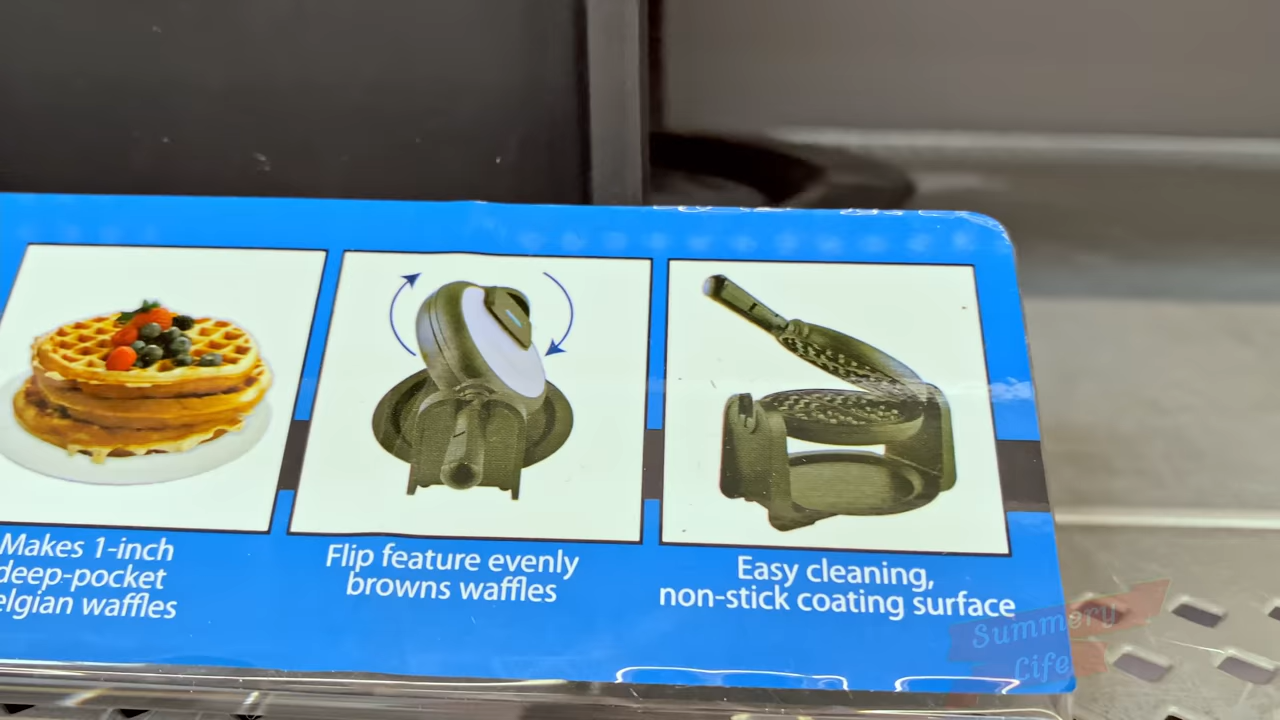 Makes 1-inch
deep-pocket
elgian waffles
Flip feature evenly
browns waffles
Easy cleaning,
non-stick coating surface
Summery
Life